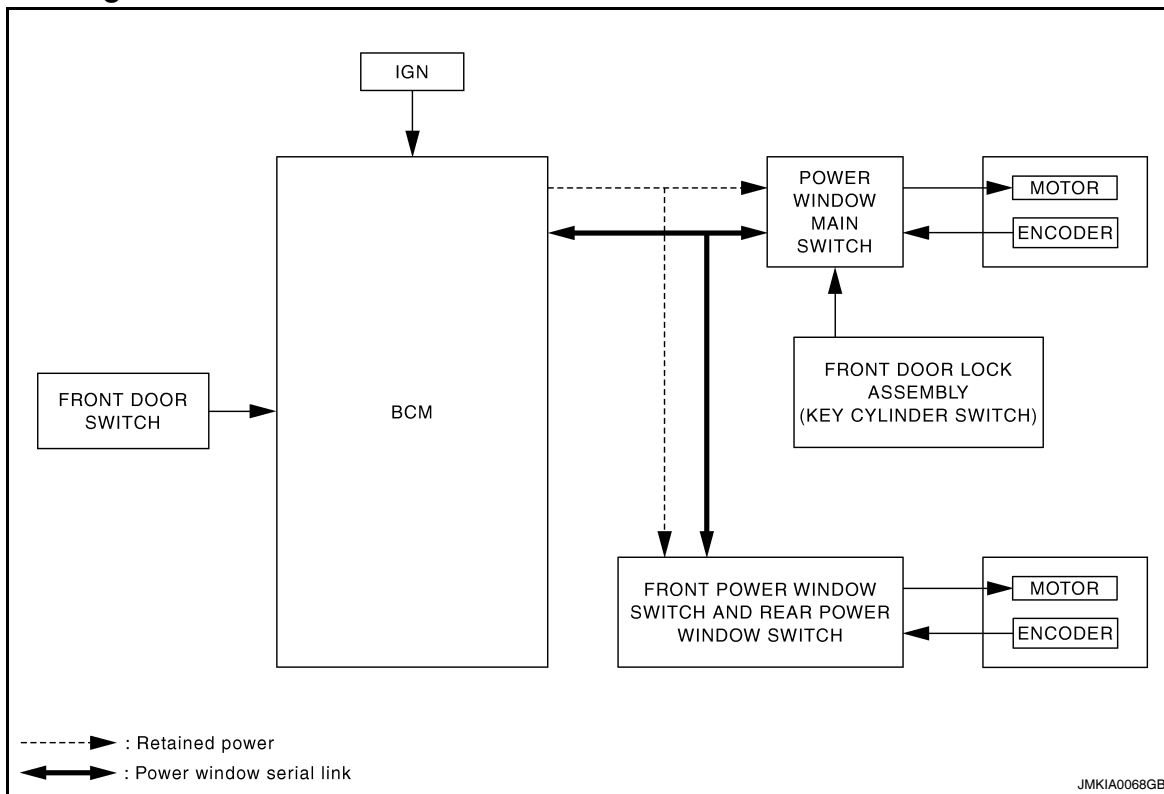 IGN
POWER
WINDOW
MAIN
SWITCH
MOTOR
ENCODER
FRONT DOOR
SWITCH
BCM
FRONT DOOR LOCK
ASSEMBLY
(KEY CYLINDER SWITCH)
FRONT POWER WINDOW
SWITCH AND REAR POWER
WINDOW SWITCH
MOTOR
ENCODER
: Retained power
: Power window serial link
JMKIA0068GB